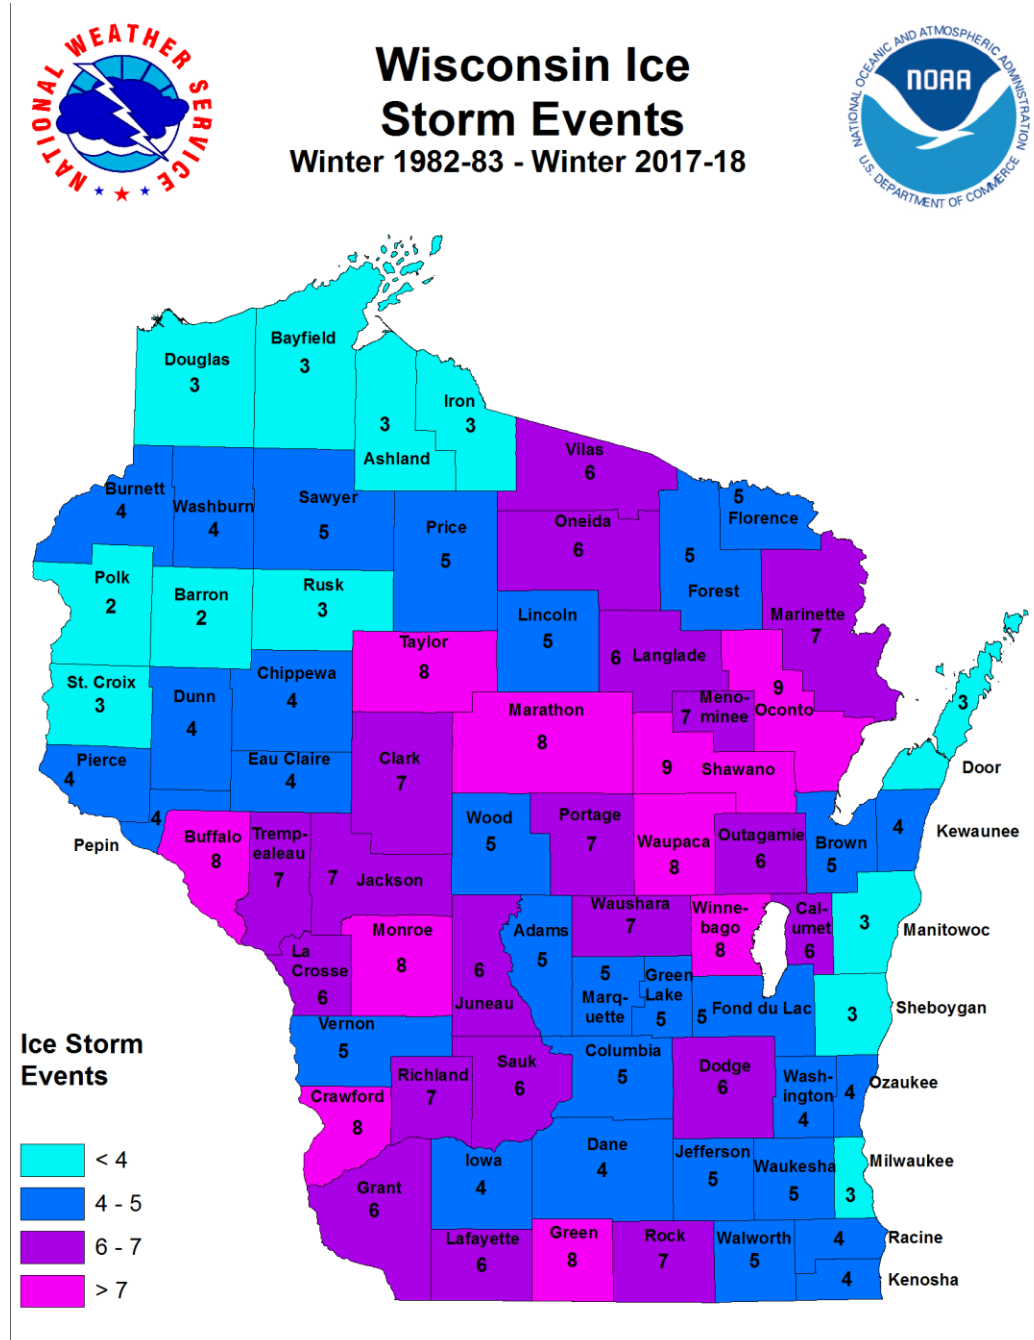 NATIONAL WEATHER SERVICE
Wisconsin Ice
Storm Events
Winter 1982-83 - Winter 2017-18
NATIONAL OCEANIC AND ATMOSPHERIC ADMINISTRATION
NOAA
U.S. DEPARTMENT OF COMMERCE
Douglas
3
Bayfield
3
3
Ashland
Iron
3
Vilas
6
Burnett
4
Washburn
4
Sawyer
5
Price
5
Oneida
6
5
Florence
5
Forest
Polk
2
Barron
2
Rusk
3
Lincoln
5
Marinette
7
Taylor
8
6 Langlade
St. Croix
3
Dunn
4
Chippewa
4
Marathon
8
7
Meno-
minee
9
Oconto
3
Door
Pierce
4
Eau Claire
4
Clark
7
9
Shawano
4
Pepin
Buffalo
8
Tremp-
ealeau
7
7
Jackson
Wood
5
Portage
7
Waupaca
8
Outagamie
6
Brown
5
4
Kewaunee
Monroe
8
La
Crosse
6
6
Juneau
Adams
5
Waushara
7
Winne-
bago
8
Cal-
umet
6
3
Manitowoc
5
Marq-
uette
Green
Lake
5
5
Fond du Lac
3
Sheboygan
Ice Storm
Events
< 4
4 - 5
6 - 7
> 7
Vernon
5
Richland
7
Sauk
6
Columbia
5
Dodge
6
Wash-
ington
4
4
Ozaukee
Crawford
8
Grant
6
Iowa
4
Dane
4
Jefferson
5
Waukesha
5
3
Milwaukee
Lafayette
6
Green
8
Rock
7
Walworth
5
4
Racine
4
Kenosha